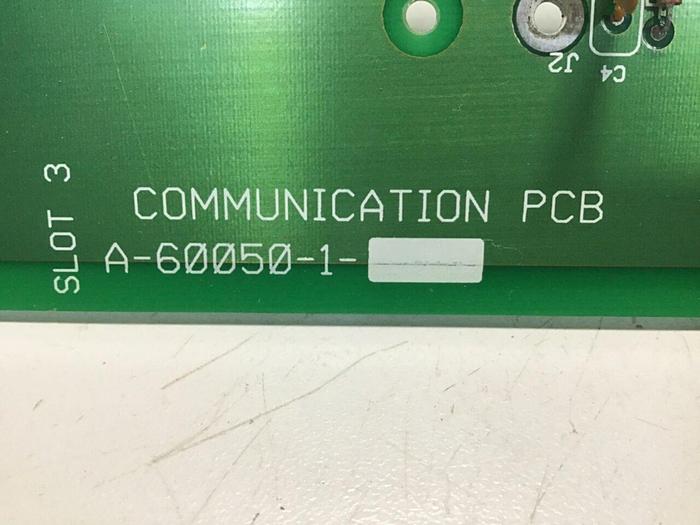 J2
C4
SLOT 3
COMMUNICATION PCB
A-60050-1-